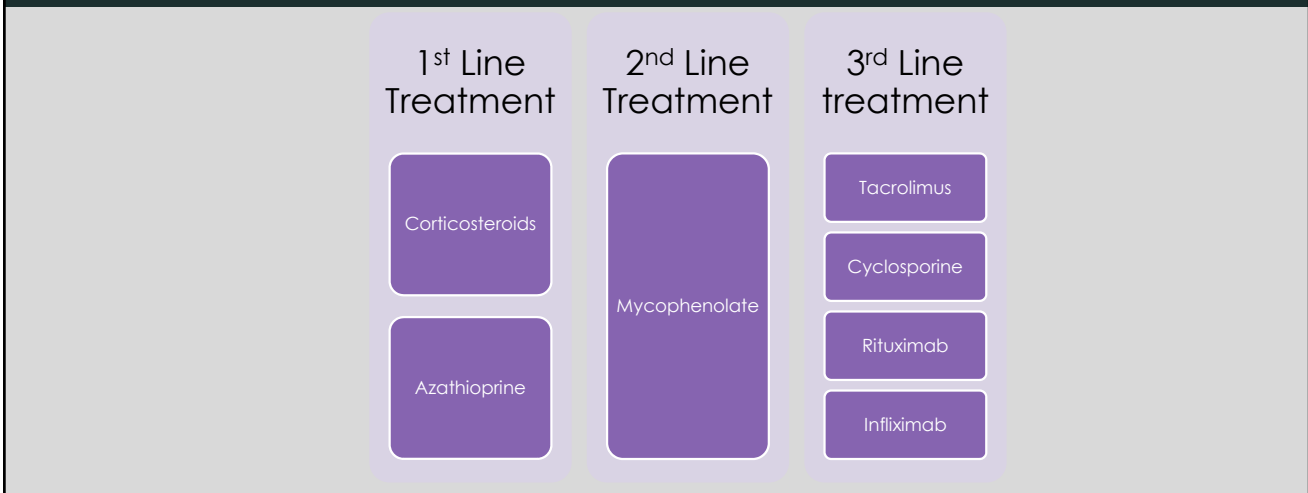 1st Line
Treatment
Corticosteroids
Azathioprine
2nd Line
Treatment
Mycophenolate
3rd Line
treatment
Tacrolimus
Cyclosporine
Rituximab
Infliximab